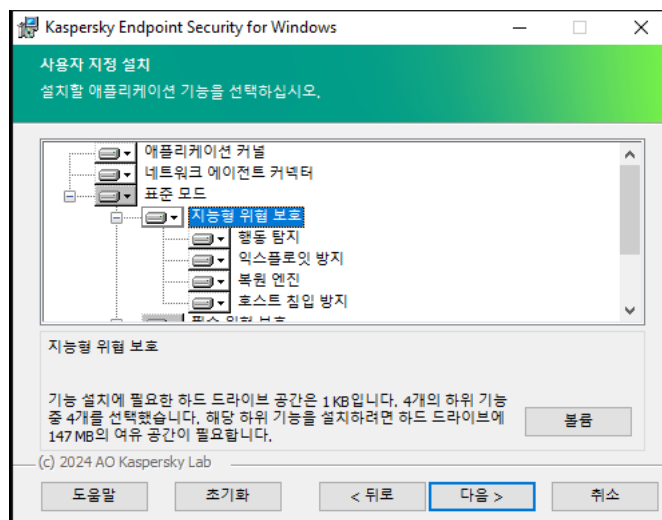 Kaspersky Endpoint Security for Windows
사용자 지정 설치
설치할 애플리케이션 기능을 선택하십시오.
애플리케이션 커널
네트워크 에이전트 커넥터
표준 모드
지능형 위협 보호
행동 탐지
익스플로잇 방지
복원 엔진
호스트 침입 방지
필수 위협 보호
지능형 위협 보호
기능 설치에 필요한 하드 드라이브 공간은 1KB입니다. 4개의 하위 기능
중 4개를 선택했습니다. 해당 하위 기능을 설치하려면 하드 드라이브에
147MB의 여유 공간이 필요합니다.
볼륨
(c) 2024 AO Kaspersky Lab
도움말
초기화
< 뒤로
다음 >
취소